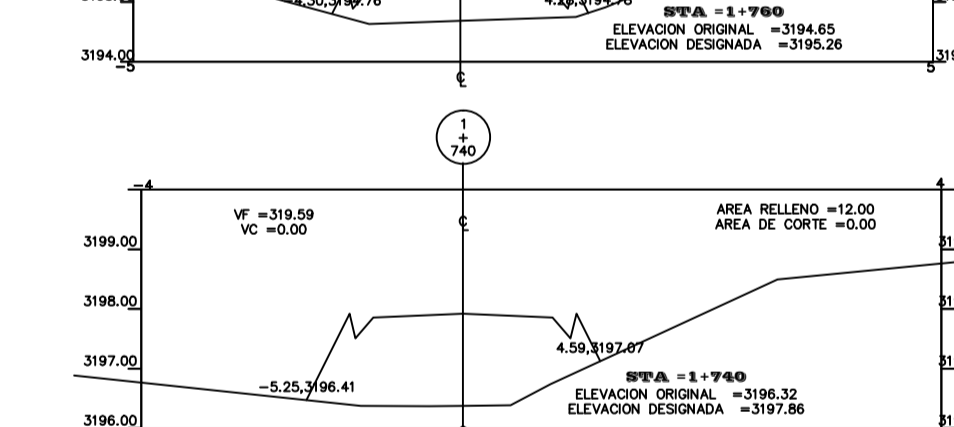 STA =1+760
ELEVACION ORIGINAL =3194.65
ELEVACION DESIGNADA =3195.26
3194.00
-5
5
℄
1
+
740
-4
4
VF =319.59
VC =0.00
℄
AREA RELLENO =12.00
AREA DE CORTE =0.00
3199.00
3198.00
4.59,3197.07
3197.00
-5.25,3196.41
STA =1+740
ELEVACION ORIGINAL =3196.32
ELEVACION DESIGNADA =3197.86
3196.00